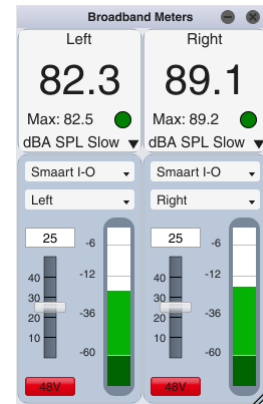 Broadband Meters
Left
82.3
Max: 82.5
dBA SPL Slow
Smaart I-O
Left
25
-6
40
-12
30
20
-36
10
-60
48V
Right
89.1
Max: 89.2
dBA SPL Slow
Smaart I-O
Right
25
-6
40
-12
30
20
-36
10
-60
48V